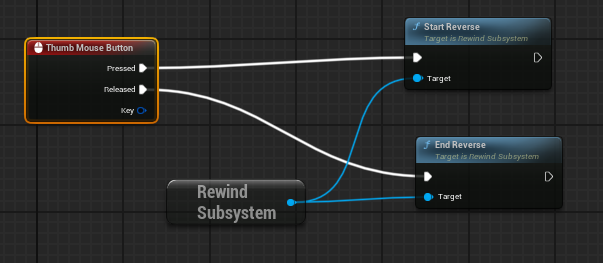 Thumb Mouse Button
Pressed
Released
Key
Start Reverse
Target is Rewind Subsystem
Target
End Reverse
Target is Rewind Subsystem
Target
Rewind
Subsystem